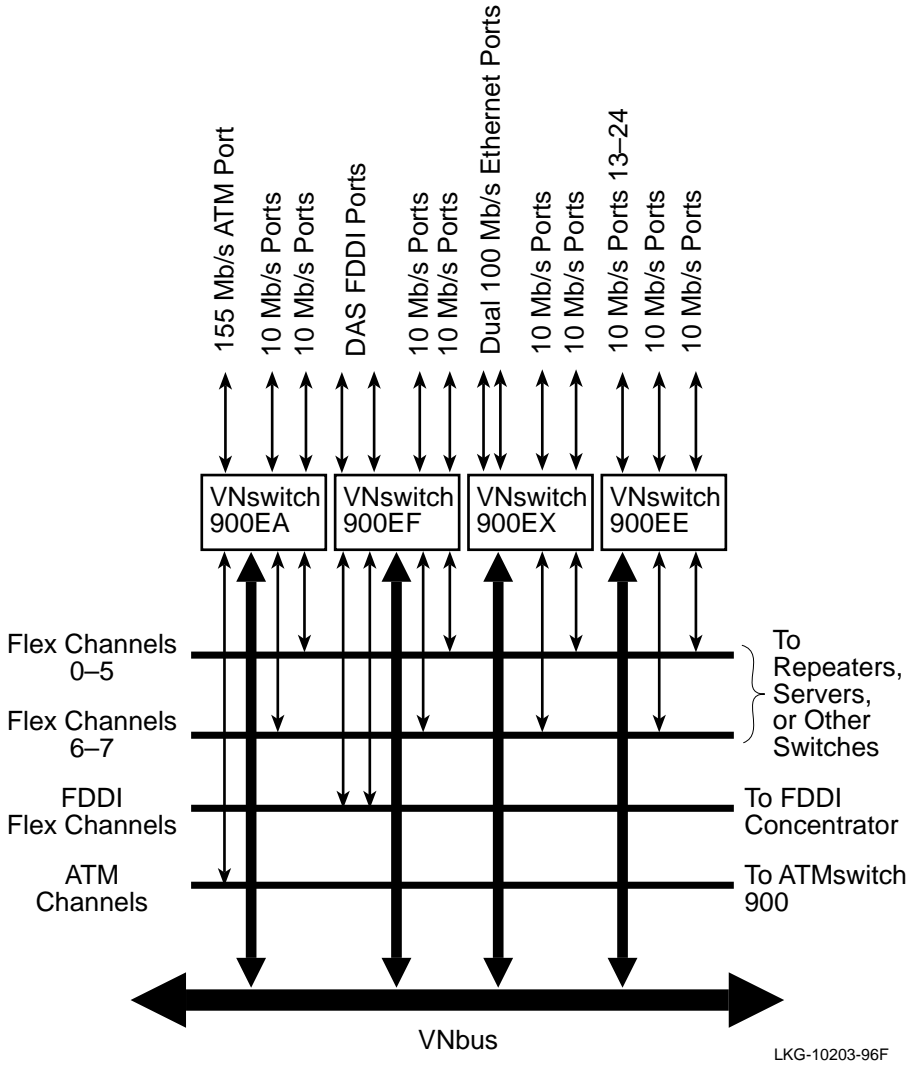 155 Mb/s ATM Port
10 Mb/s Ports
10 Mb/s Ports
DAS FDDI Ports
10 Mb/s Ports
10 Mb/s Ports
Dual 100 Mb/s Ethernet Ports
10 Mb/s Ports
10 Mb/s Ports
10 Mb/s Ports 13–24
10 Mb/s Ports
10 Mb/s Ports
VNswitch
900EA
VNswitch
900EF
VNswitch
900EX
VNswitch
900EE
Flex Channels
0–5
Flex Channels
6–7
FDDI
Flex Channels
ATM
Channels
To
Repeaters,
Servers,
or Other
Switches
To FDDI
Concentrator
To ATMswitch
900
VNbus
LKG-10203-96F